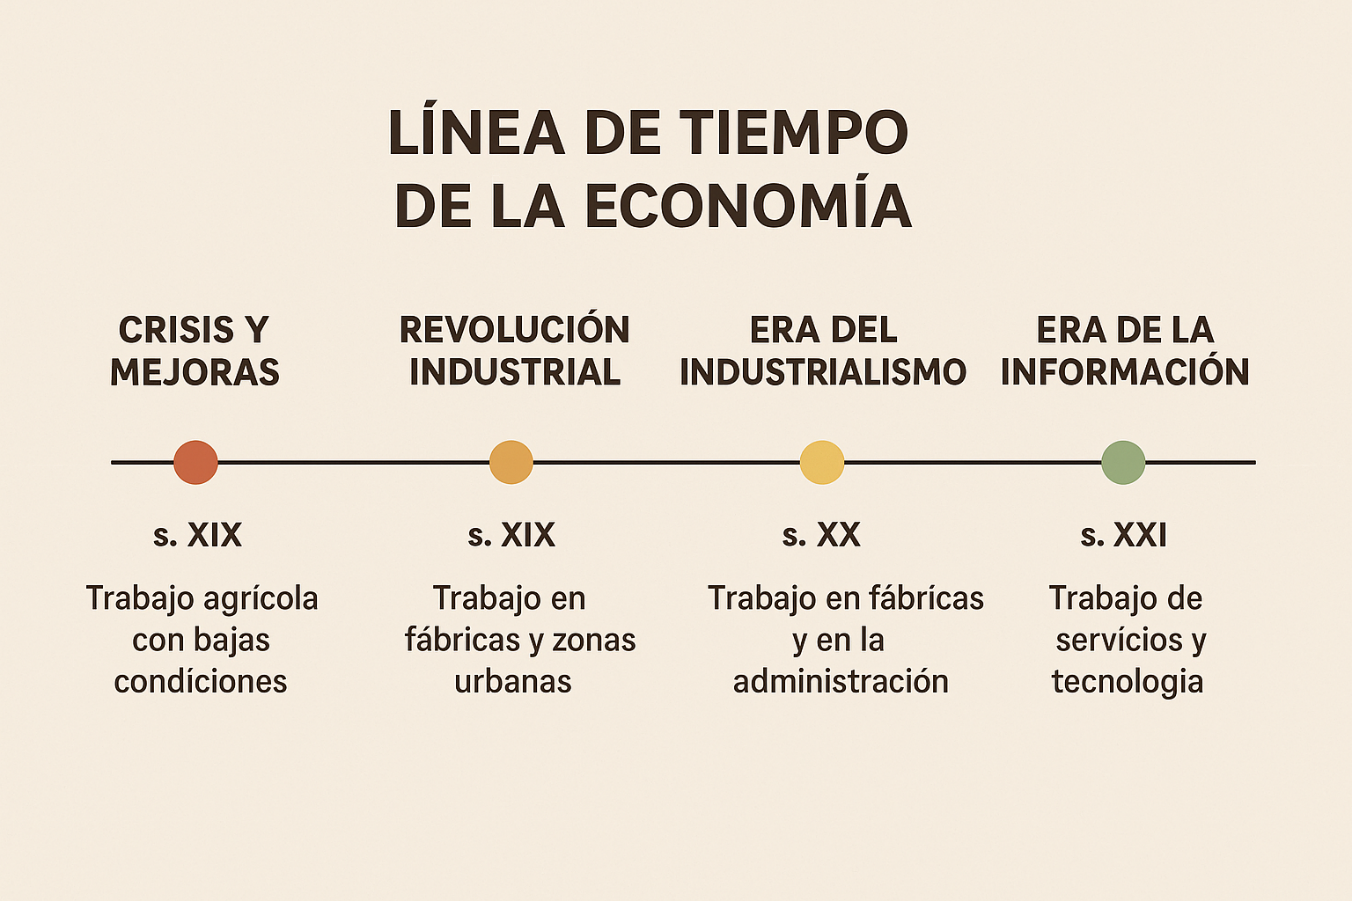 LÍNEA DE TIEMPO
DE LA ECONOMÍA
CRISIS Y
MEJORAS
s. XIX
Trabajo agrícola
con bajas
condíciones
REVOLUCIÓN
INDUSTRIAL
s. XIX
Trabajo en
fábricas y zonas
urbanas
ERA DEL
INDUSTRIALISMO
s. XX
Trabajo en fábrícas
y en la
administración
ERA DE LA
INFORMACIÓN
s. XXI
Trabajo de
servícios y
tecnologia